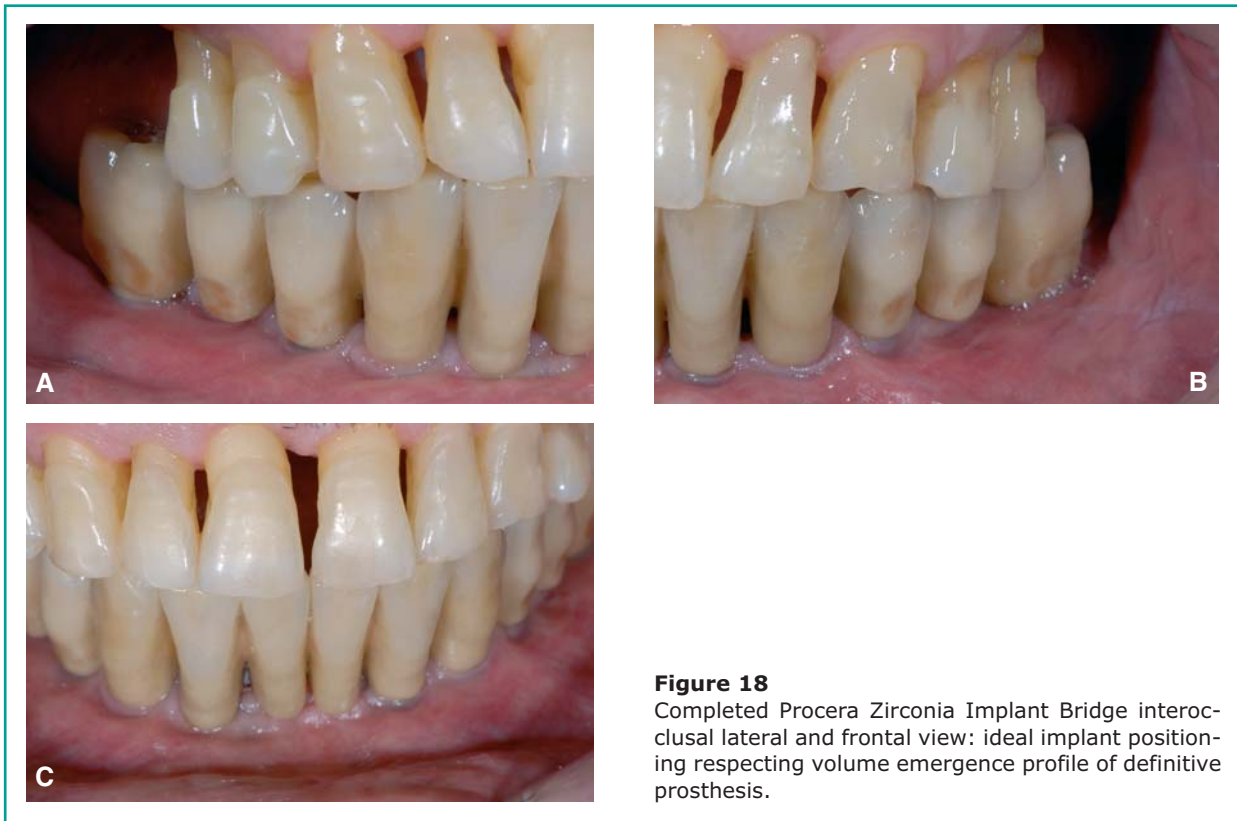 A
B
C
Figure 18
Completed Procera Zirconia Implant Bridge interoc-
clusal lateral and frontal view: ideal implant position-
ing respecting volume emergence profile of definitive
prosthesis.